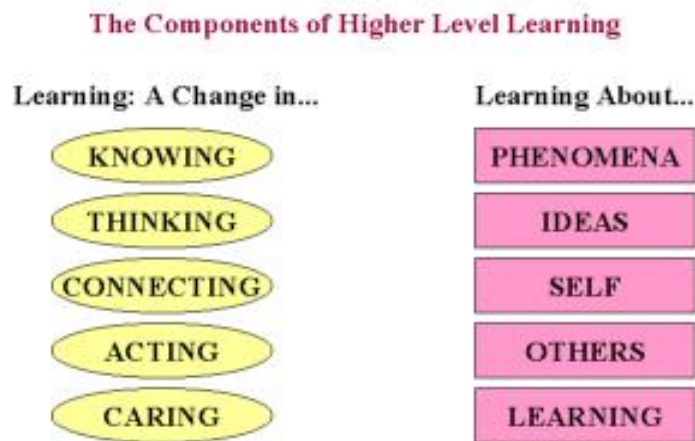 The Components of Higher Level Learning
Learning: A Change in...
KNOWING
THINKING
CONNECTING
ACTING
CARING
Learning About...
PHENOMENA
IDEAS
SELF
OTHERS
LEARNING